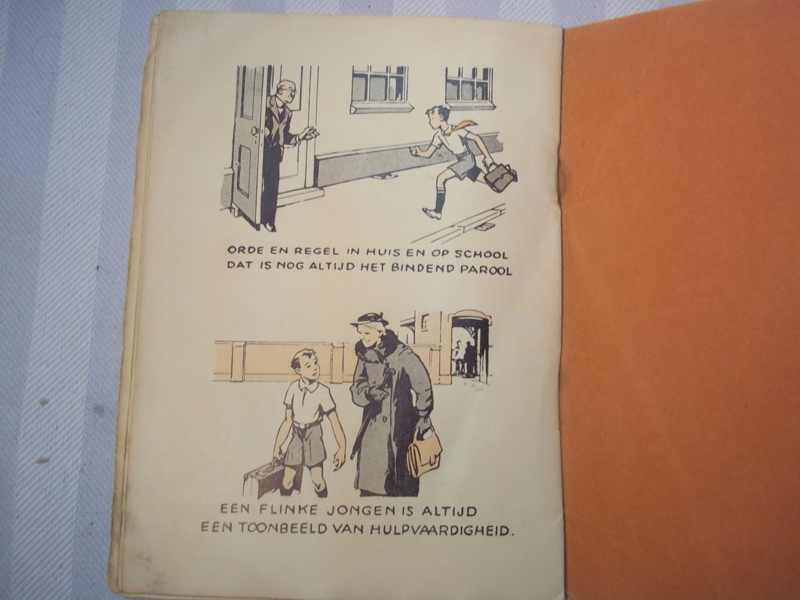 ORDE EN REGEL IN HUIS EN OP SCHOOL
DAT IS NOG ALTIJD HET BINDEND PAROOL
EEN FLINKE JONGEN IS ALTIJD
EEN TOONBEELD VAN HULPVAARDIGHEID.